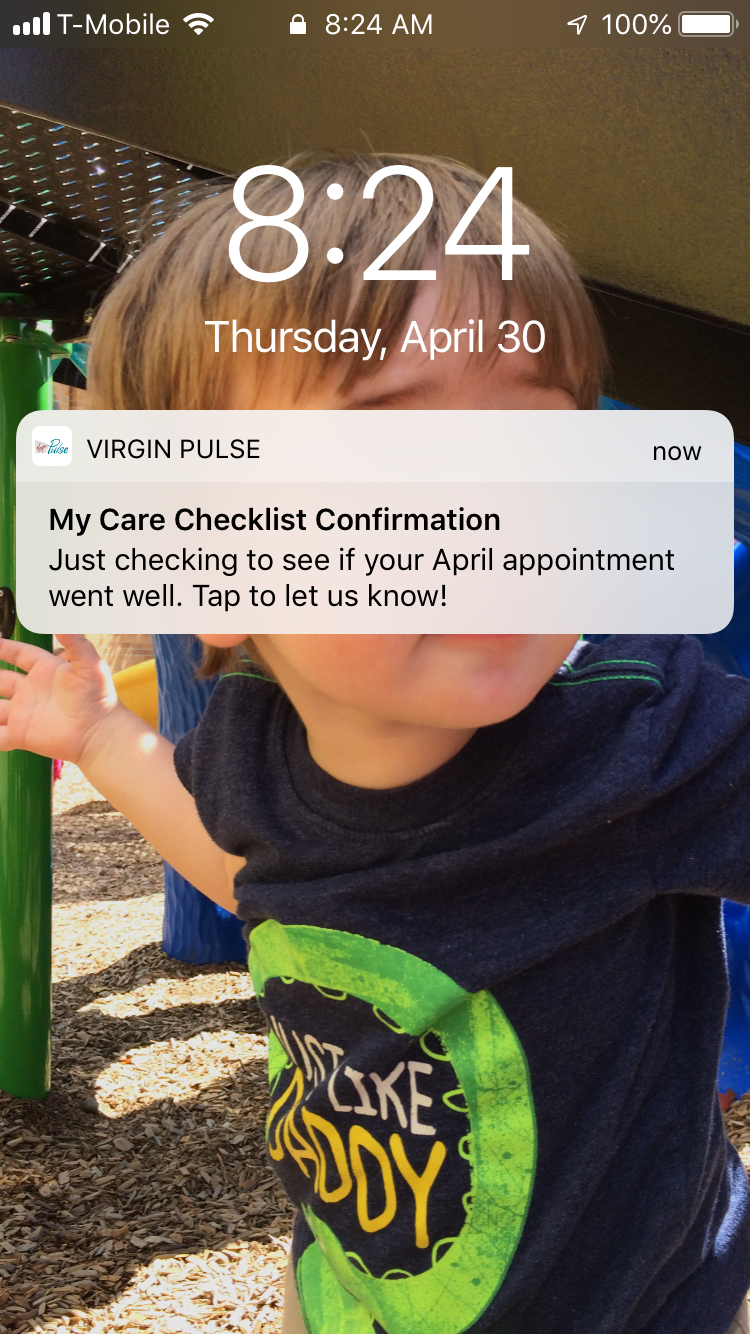 T-Mobile 8:24 AM 100%
8:24
Thursday, April 30
Pulse VIRGIN PULSE now
My Care Checklist Confirmation
Just checking to see if your April appointment
went well. Tap to let us know!
JUST LIKE
DADDY